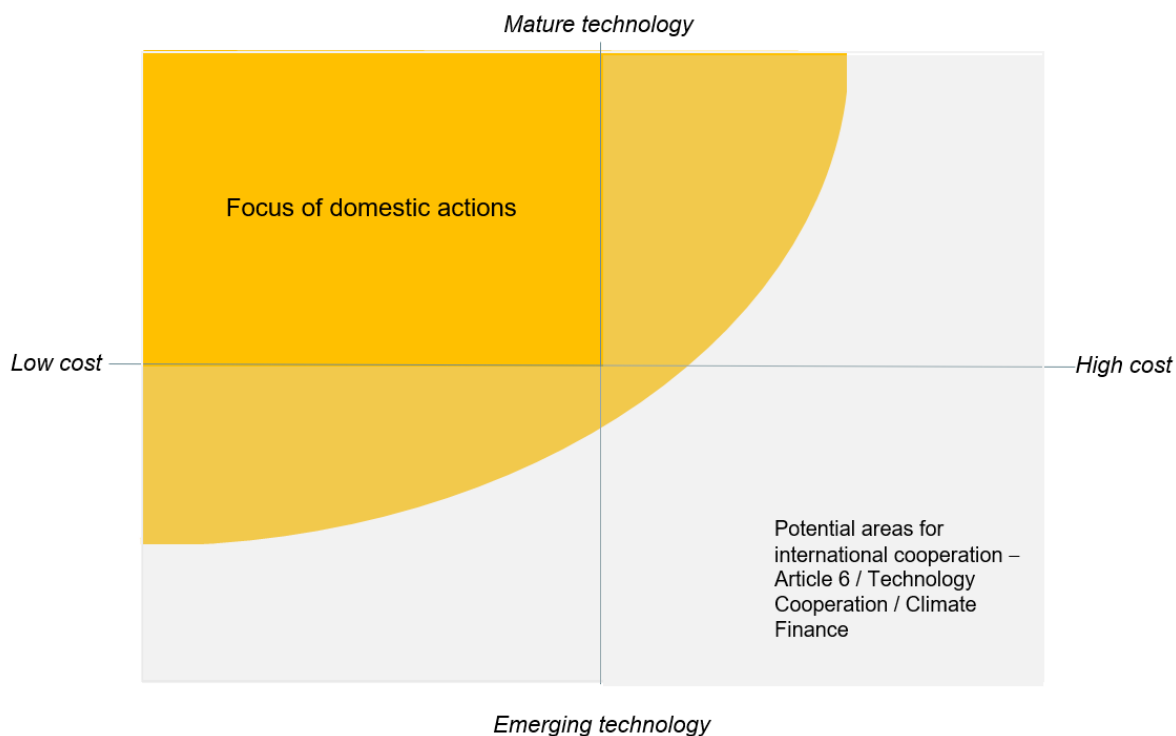 Mature technology
Focus of domestic actions
Low cost
High cost
Potential areas for
international cooperation –
Article 6 / Technology
Cooperation / Climate
Finance
Emerging technology